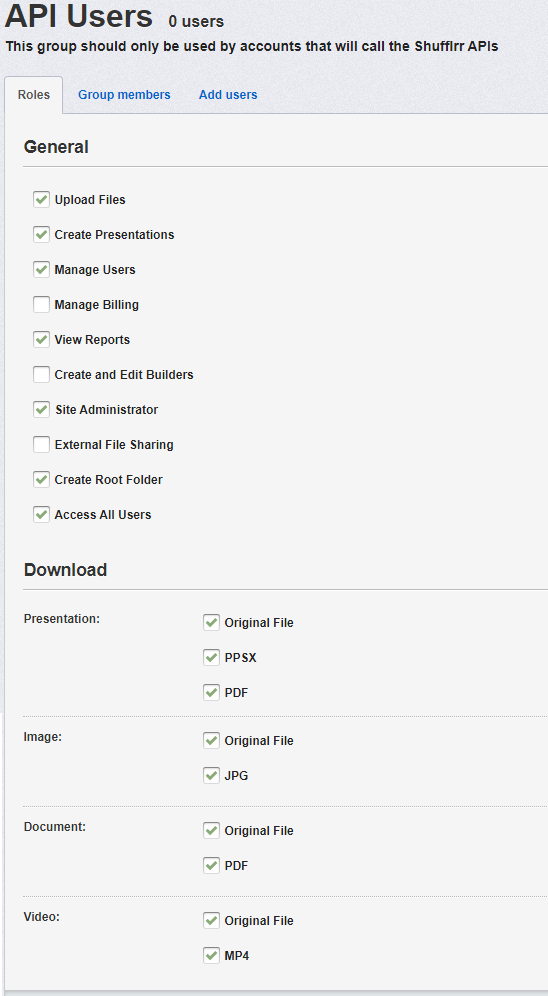 API Users 0 users
This group should only be used by accounts that will call the Shufflrr APIs
Roles Group members Add users
General
Upload Files
Create Presentations
Manage Users
Manage Billing
View Reports
Create and Edit Builders
Site Administrator
External File Sharing
Create Root Folder
Access All Users
Download
Presentation: Original File
PPSX
PDF
Image: Original File
JPG
Document: Original File
PDF
Video: Original File
MP4